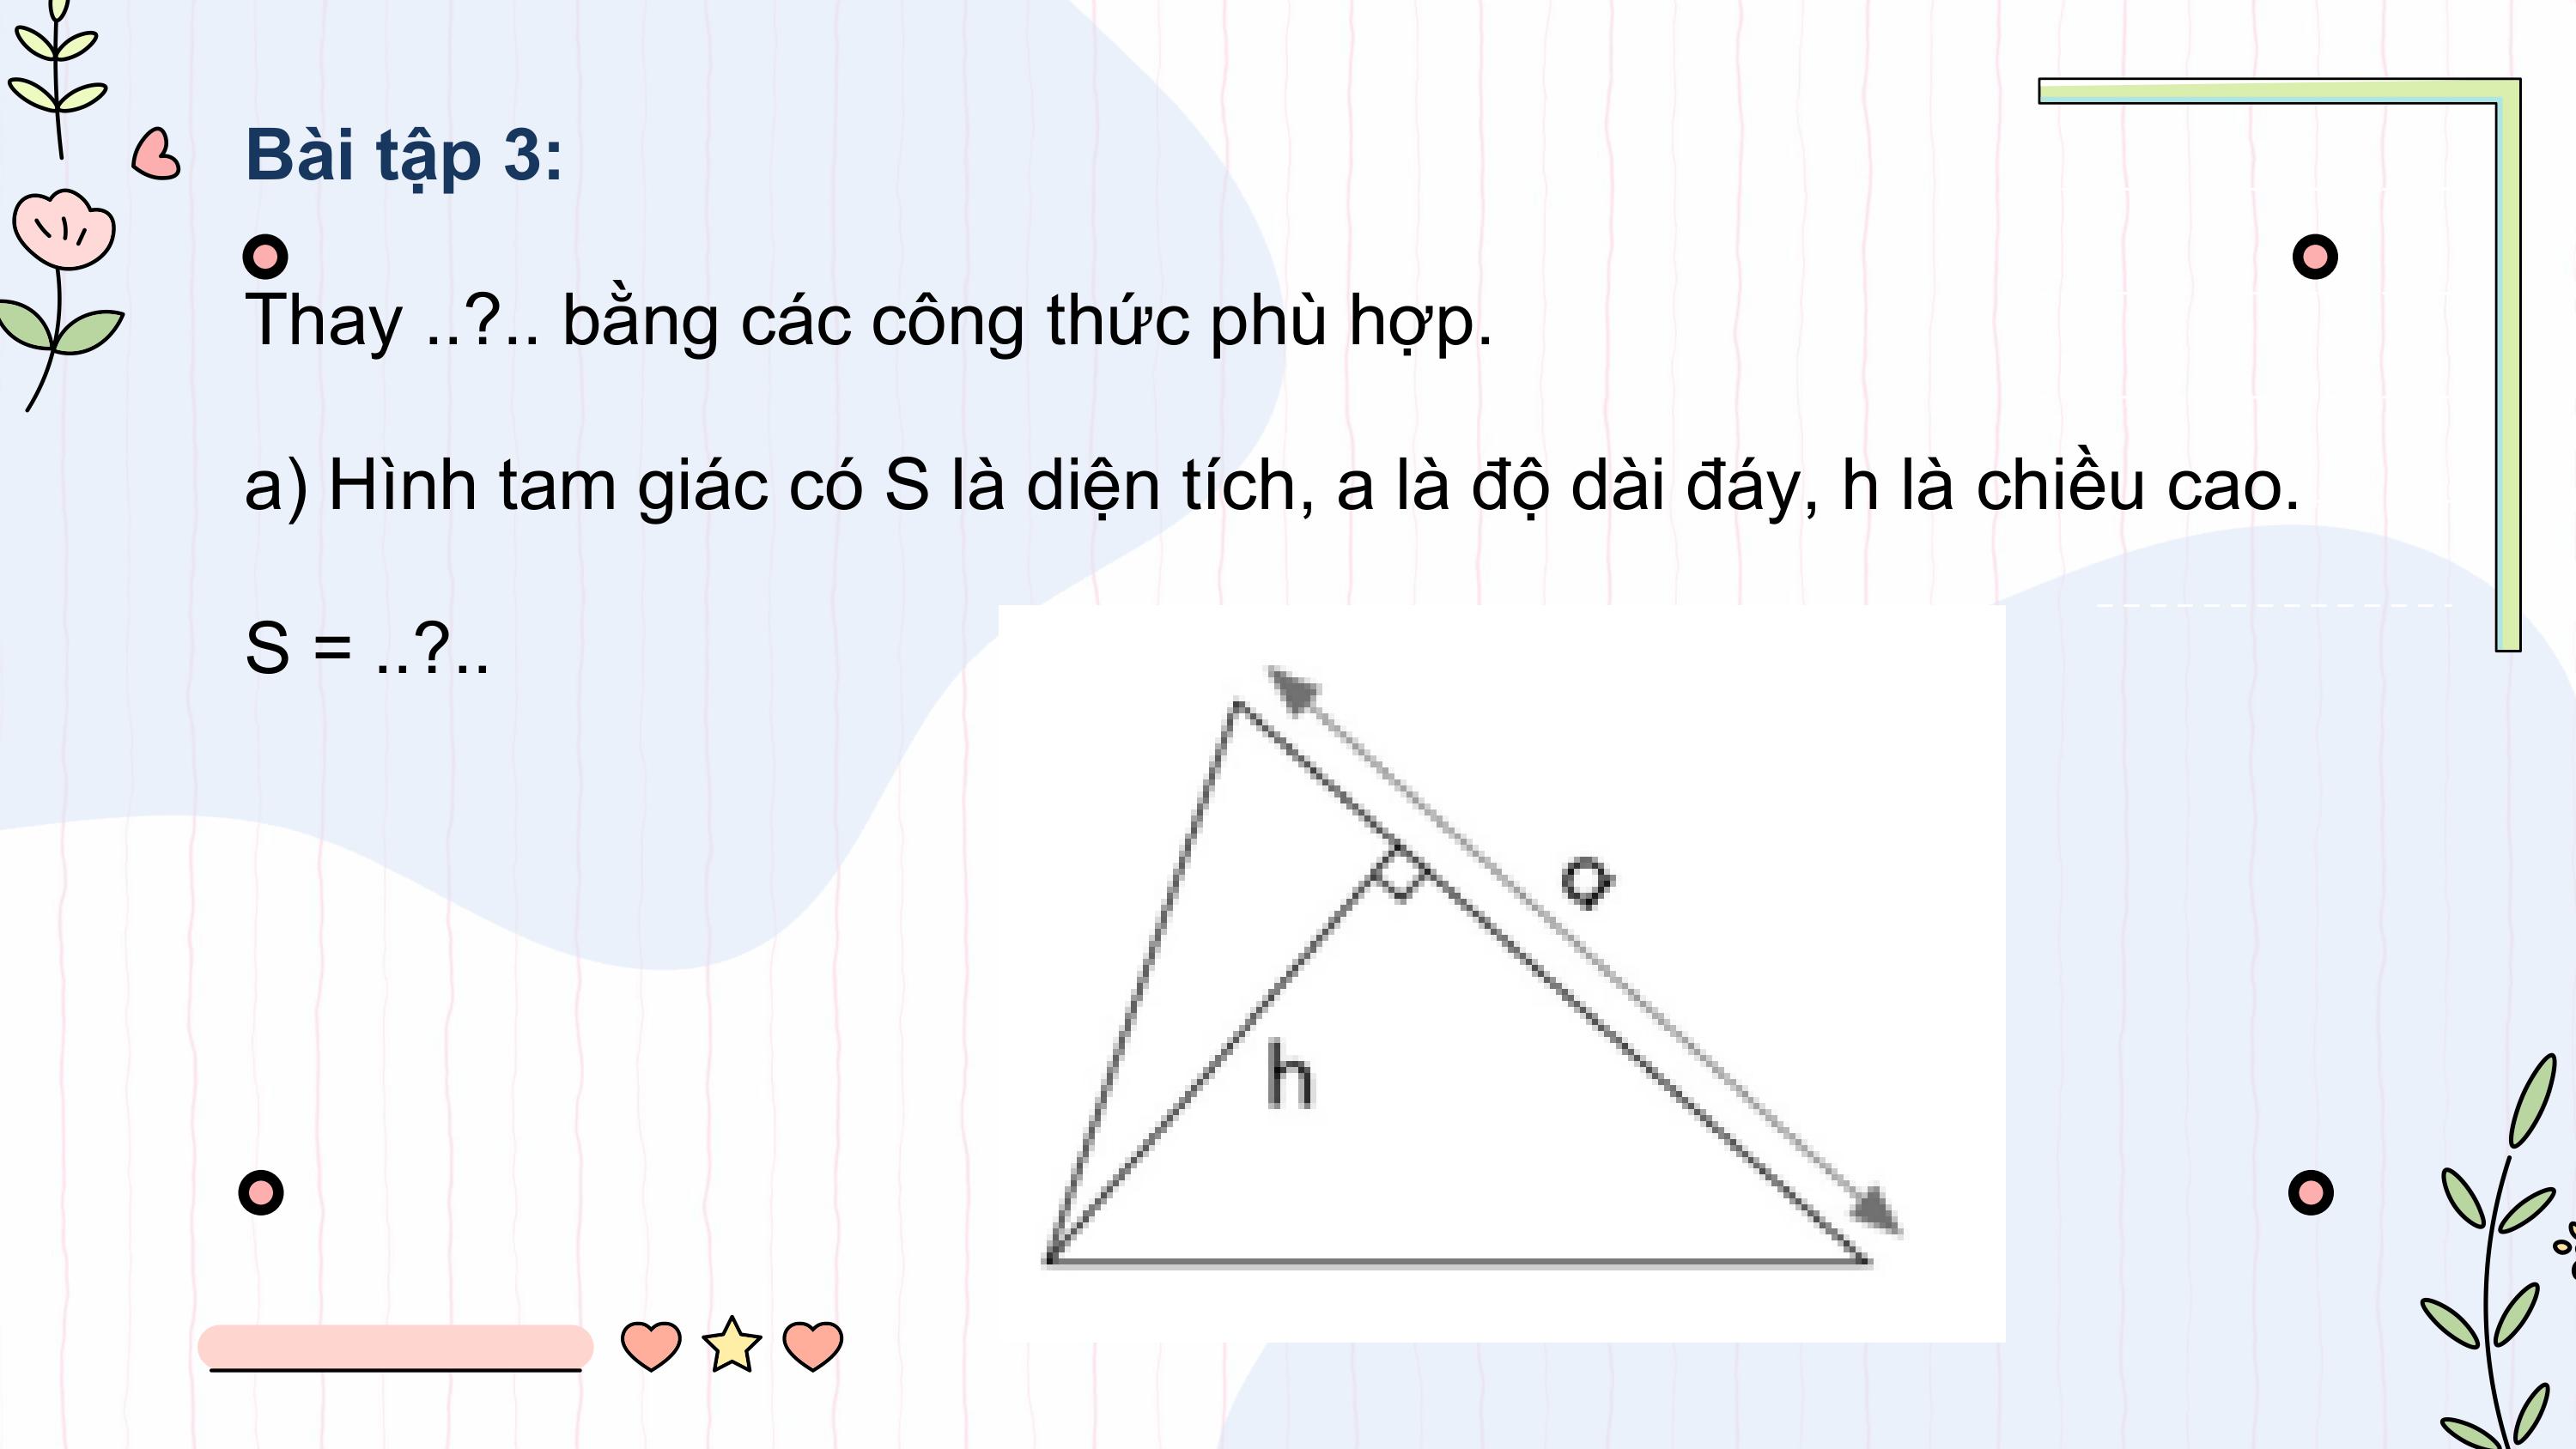 Bài tập 3:
Thay ..?.. bằng các công thức phù hợp.
a) Hình tam giác có S là diện tích, a là độ dài đáy, h là chiều cao.
S = ..?..
a
h